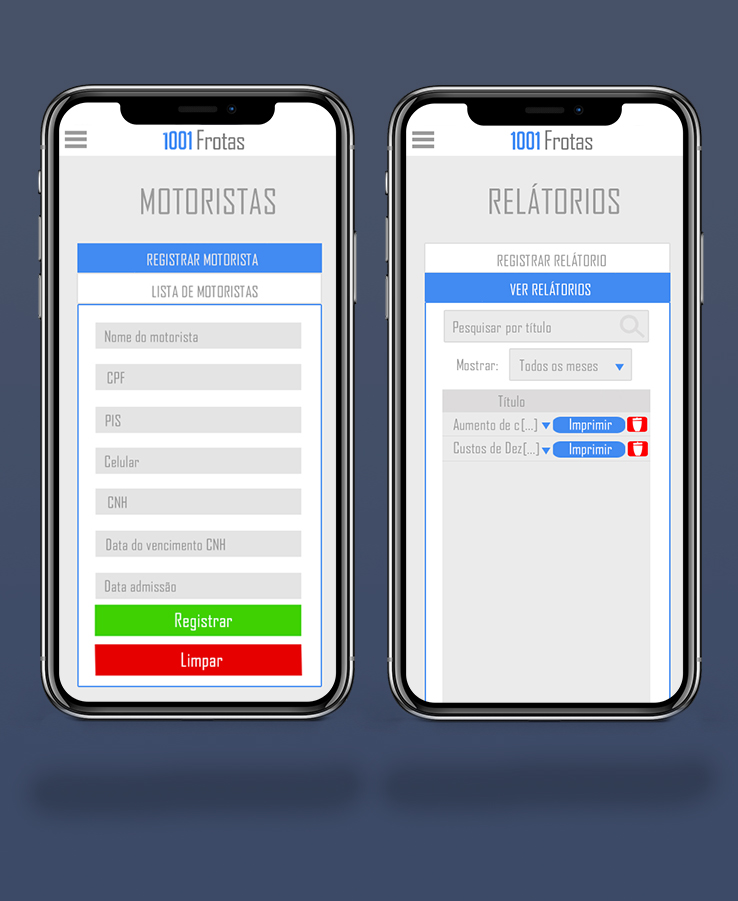 1001 Frotas
MOTORISTAS
REGISTRAR MOTORISTA
LISTA DE MOTORISTAS
Nome do motorista
CPF
PIS
Celular
CNH
Data do vencimento CNH
Data admissão
Registrar
Limpar
1001 Frotas
RELÁTORIOS
REGISTRAR RELÁTORIO
VER RELÁTORIOS
Pesquisar por título
Mostrar: Todos os meses
Título
Aumento de c[...] Imprimir
Custos de Dez[...] Imprimir